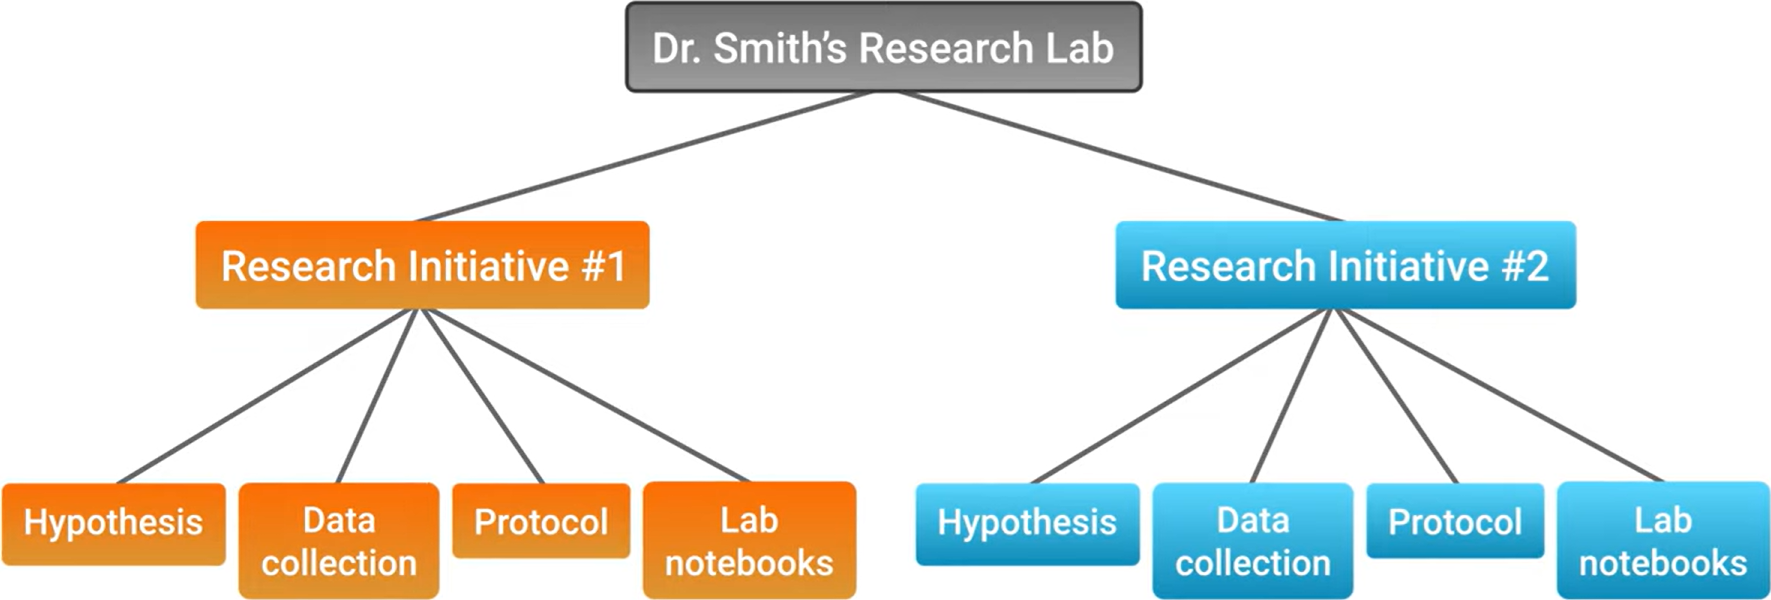 Dr. Smith’s Research Lab
Research Initiative #1
Research Initiative #2
Hypothesis
Data
collection
Protocol
Lab
notebooks
Hypothesis
Data
collection
Protocol
Lab
notebooks